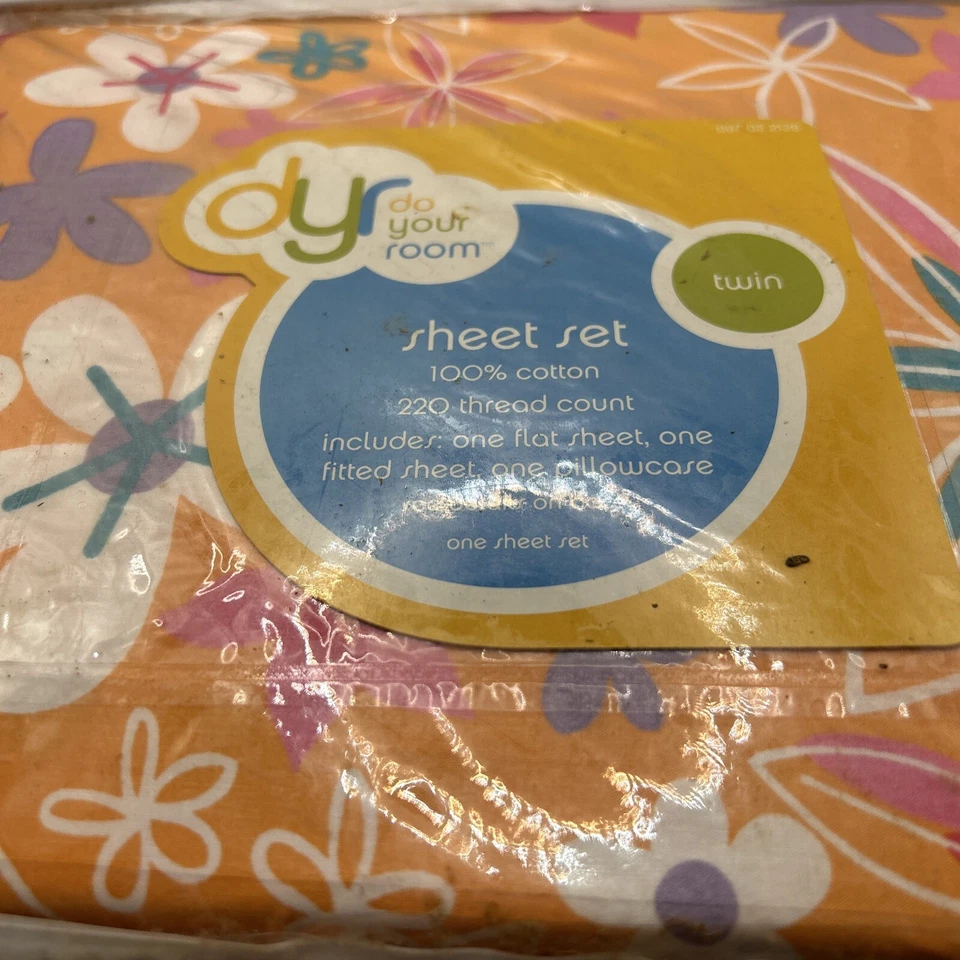 dyr do
your
room
twin
sheet set
100% cotton
220 thread count
includes: one flat sheet, one
fitted sheet, one pillowcase
one sheet set